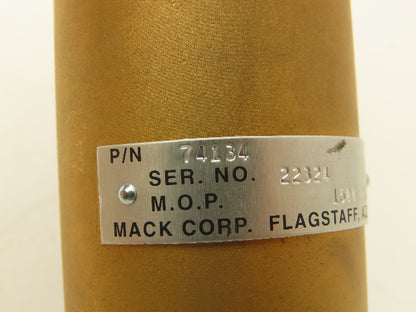 P/N 74134
SER. NO. 22321
M.O.P.
MACK CORP. FLAGSTAFF,